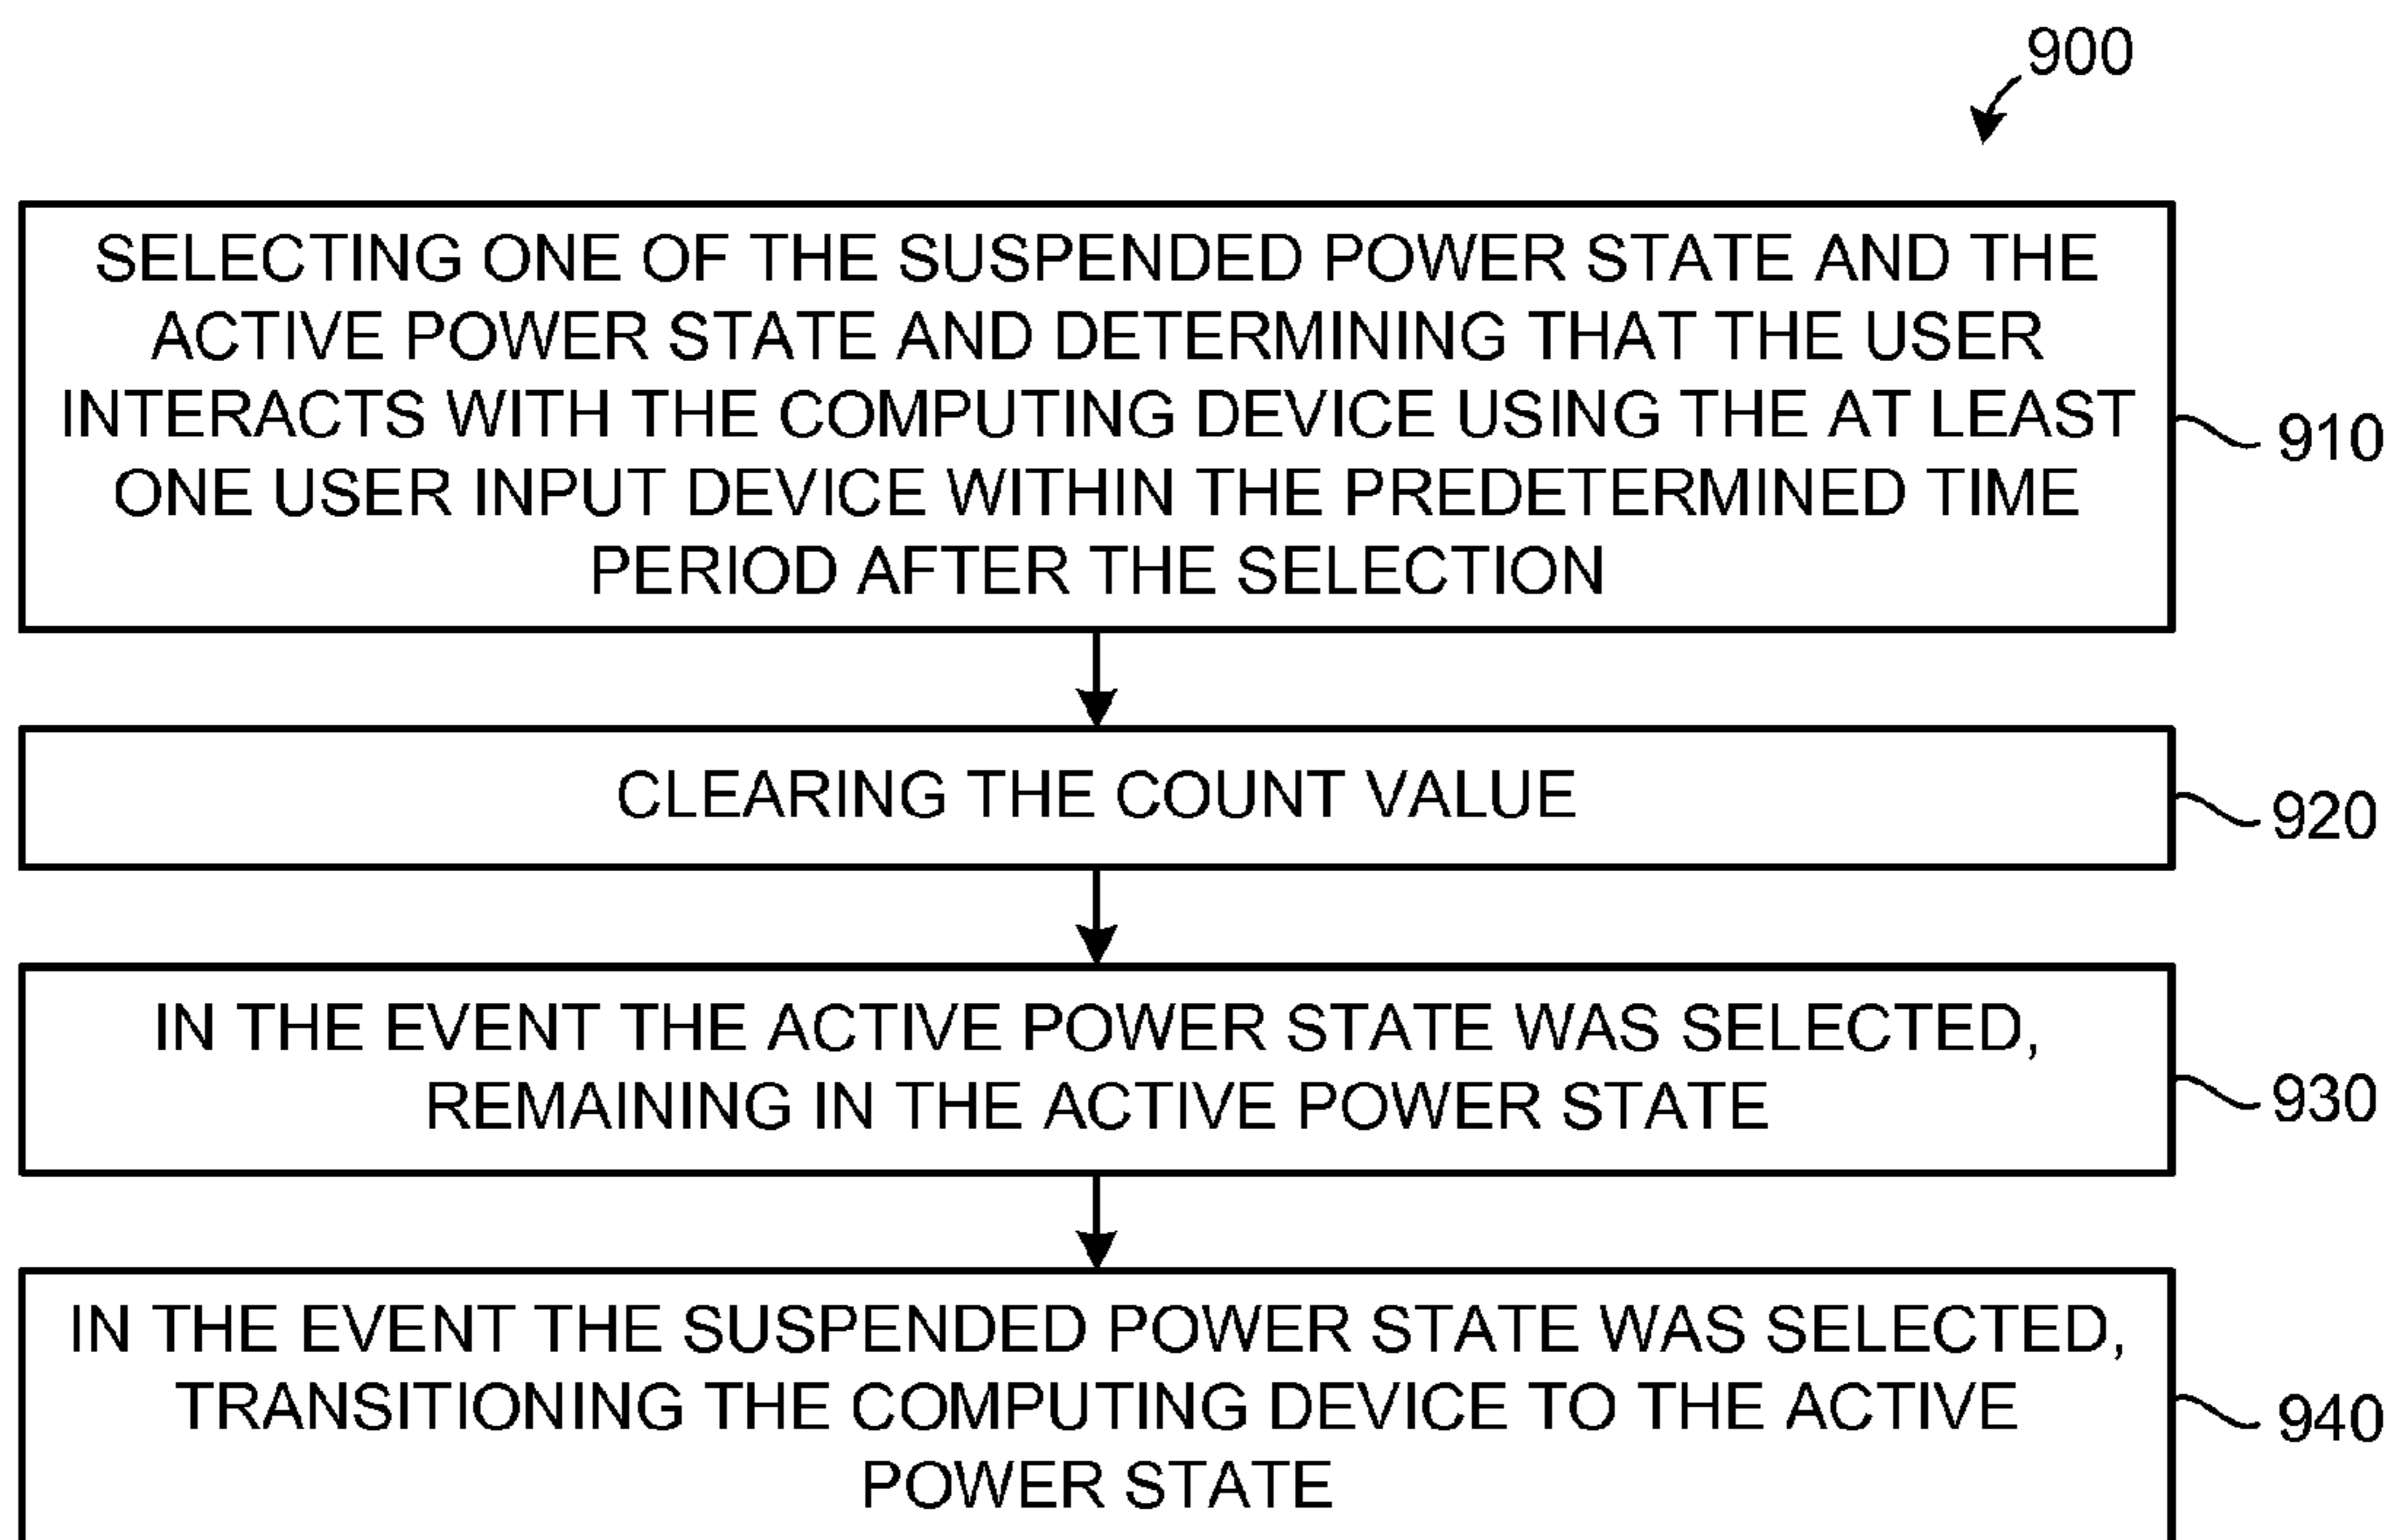 900
SELECTING ONE OF THE SUSPENDED POWER STATE AND THE
ACTIVE POWER STATE AND DETERMINING THAT THE USER
INTERACTS WITH THE COMPUTING DEVICE USING THE AT LEAST
ONE USER INPUT DEVICE WITHIN THE PREDETERMINED TIME
PERIOD AFTER THE SELECTION
910
CLEARING THE COUNT VALUE
920
IN THE EVENT THE ACTIVE POWER STATE WAS SELECTED,
REMAINING IN THE ACTIVE POWER STATE
930
IN THE EVENT THE SUSPENDED POWER STATE WAS SELECTED,
TRANSITIONING THE COMPUTING DEVICE TO THE ACTIVE
POWER STATE
940